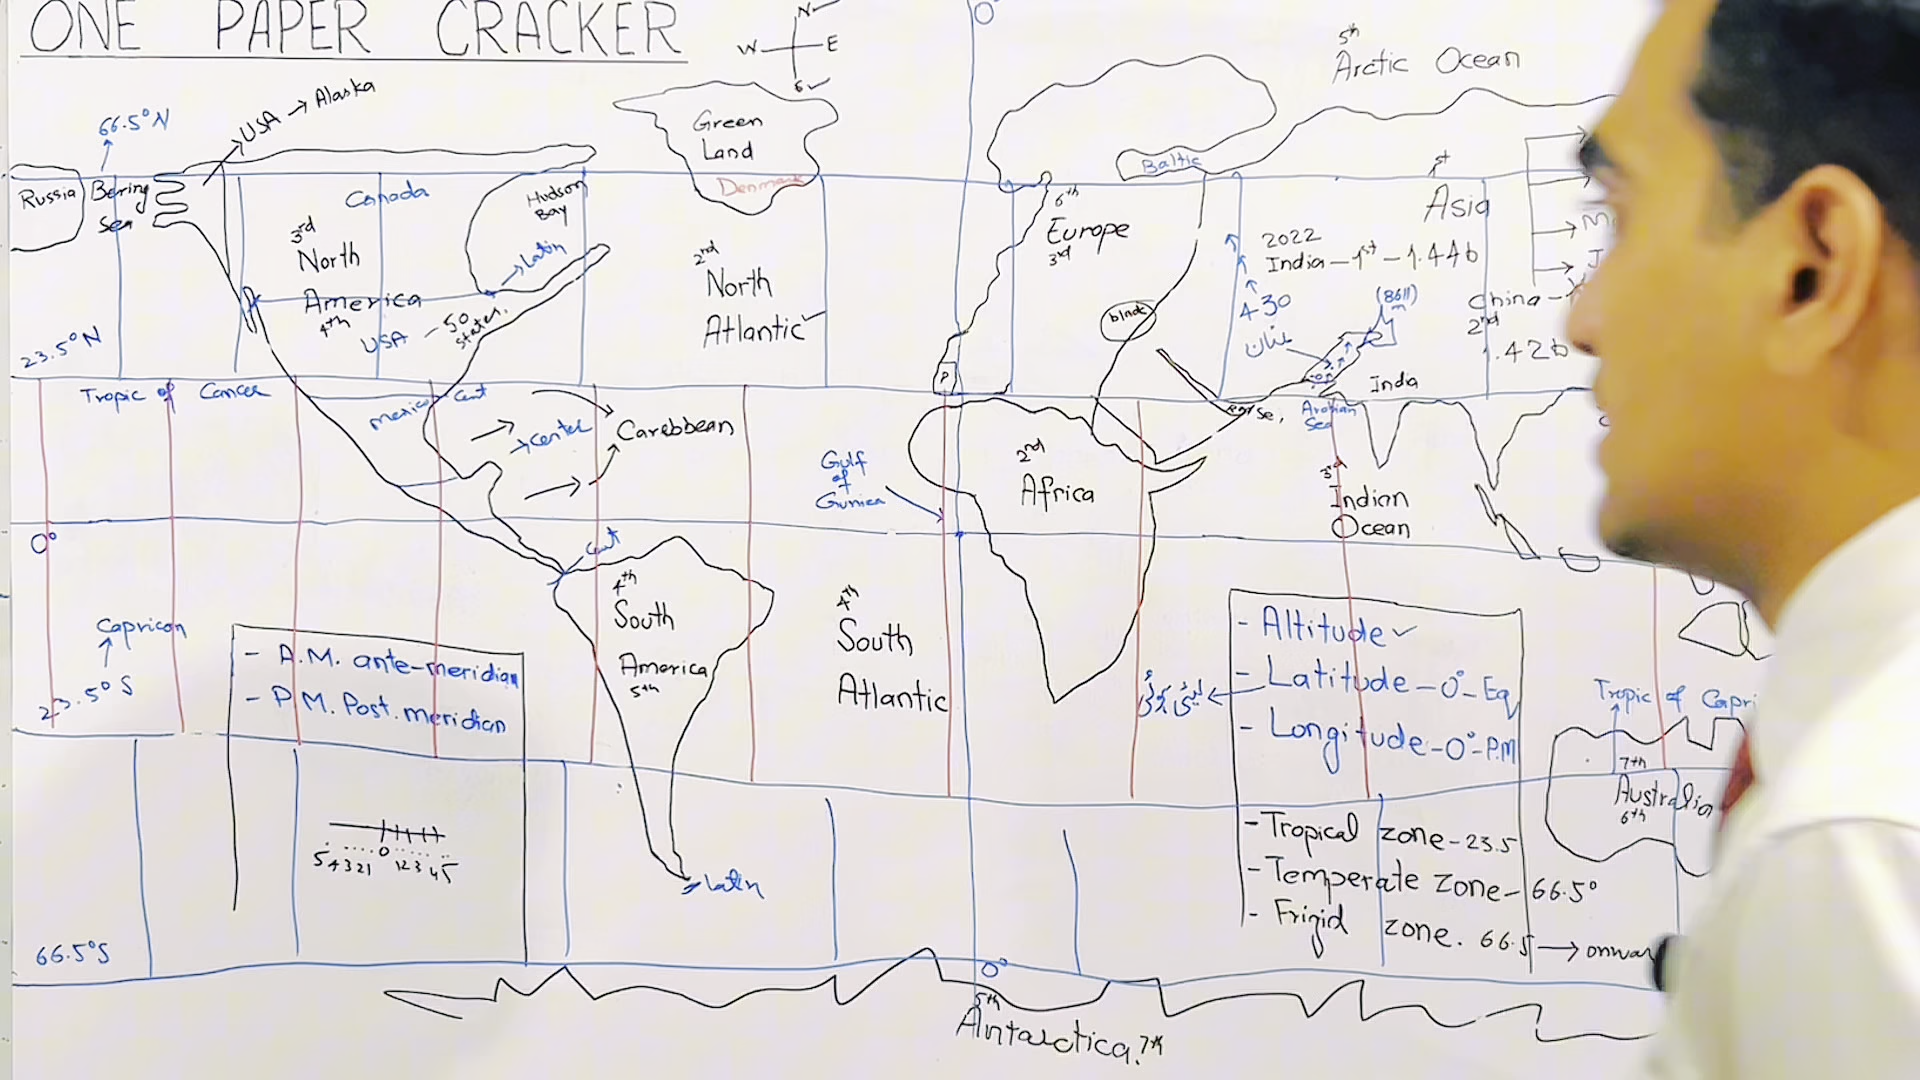 ONE PAPER CRACKER
N
W E
S
0°
5th
Arctic Ocean
USA → Alaska
66.5°N
Green
Land
Denmark
Russia
Bering
Sea
Canada
Hudson
Bay
→ Latin
3rd
North
America
4th
USA - 50
states.
2nd
North
Atlantic
Baltic
6th
Europe
3rd
1st
Asia
2022
India - 1st - 1.44b
China -
2nd
1.42b
430
(8611)
m
Inda
black
P
23.5°N
Tropic of Cancer
Mexico
Cent
→ center
Carebbean
Gulf
of
Gunica
2nd
Africa
Arabian
Sea
3rd
Indian
Ocean
0°
Cent
4th
South
America
5th
4th
South
Atlantic
Capricon
23.5°S
- A.M. ante-meridian
- P.M. Post. meridian
5 4 3 2 1 0 1 2 3 4 5
→ Latin
- Altitude
- Latitude - 0° - Eq
- Longitude - 0° - P.M
- Tropical zone - 23.5
- Temperate zone - 66.5°
- Frigid zone. 66.5 → onwar
Tropic of Capri
7th
Australia
6th
66.5°S
0°
5th
Antarctica. 7th